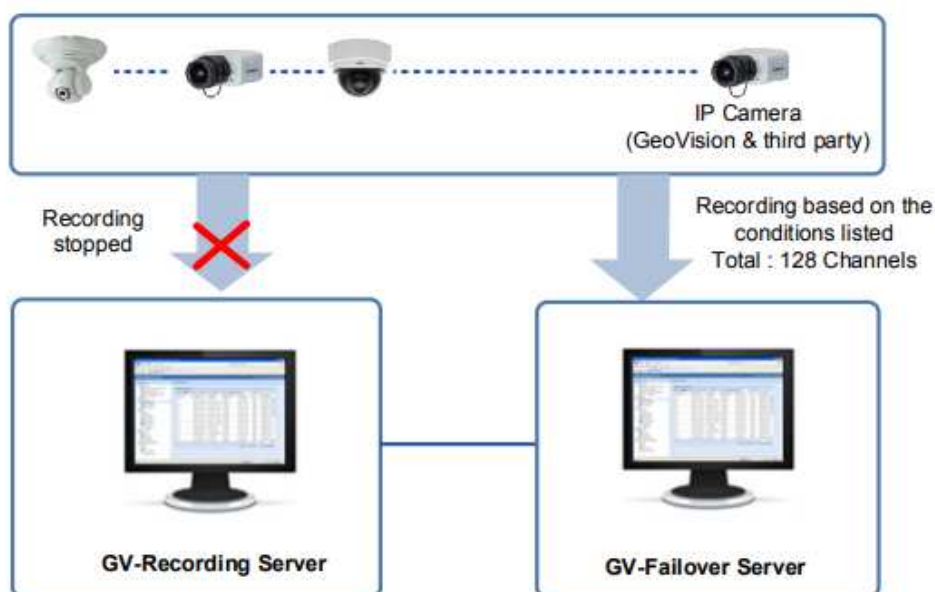 IP Camera
(GeoVision & third party)
Recording
stopped
Recording based on the
conditions listed
Total : 128 Channels
GV-Recording Server
GV-Failover Server